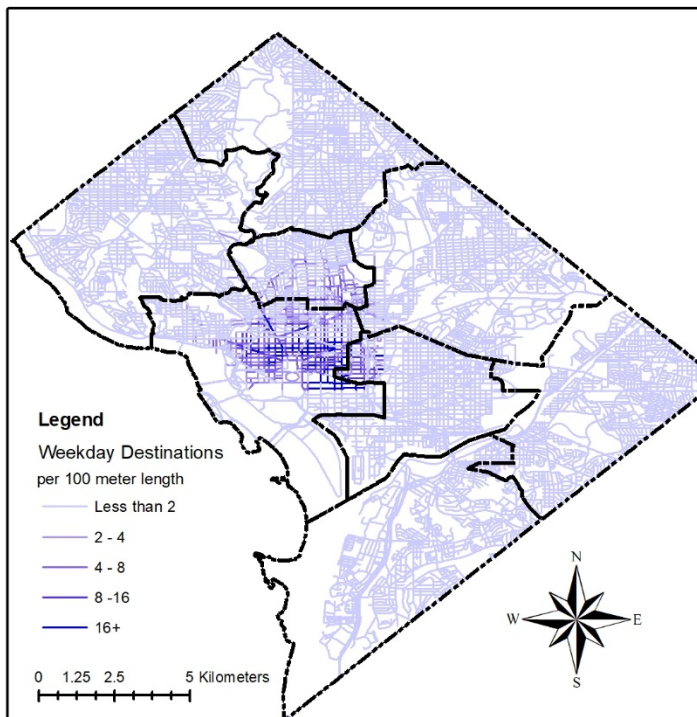 Legend
Weekday Destinations
per 100 meter length
Less than 2
2 - 4
4 - 8
8 -16
16+
0 1.25 2.5 5 Kilometers
N
W E
S